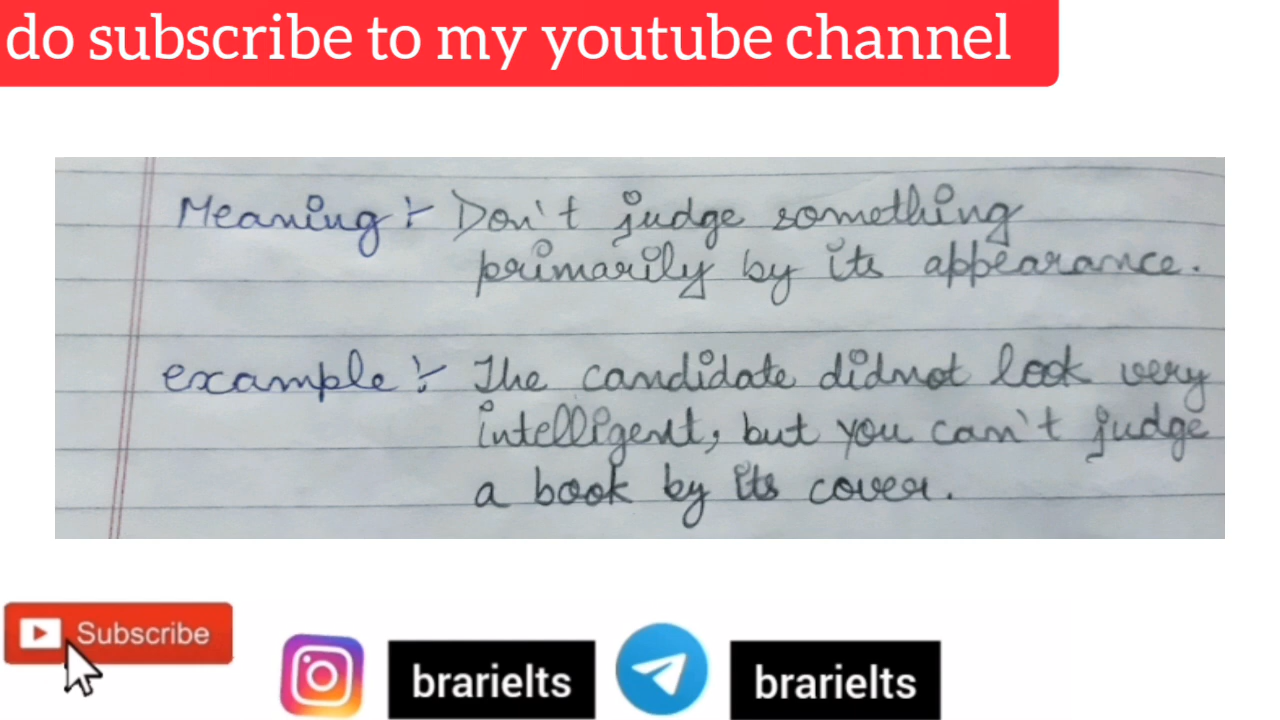 do subscribe to my youtube channel
Meaning :- Don't judge something
primarily by its appearance.
example :- The candidate didnot look very
intelligent, but you can't judge
a book by its cover.
Subscribe
brarielts
brarielts